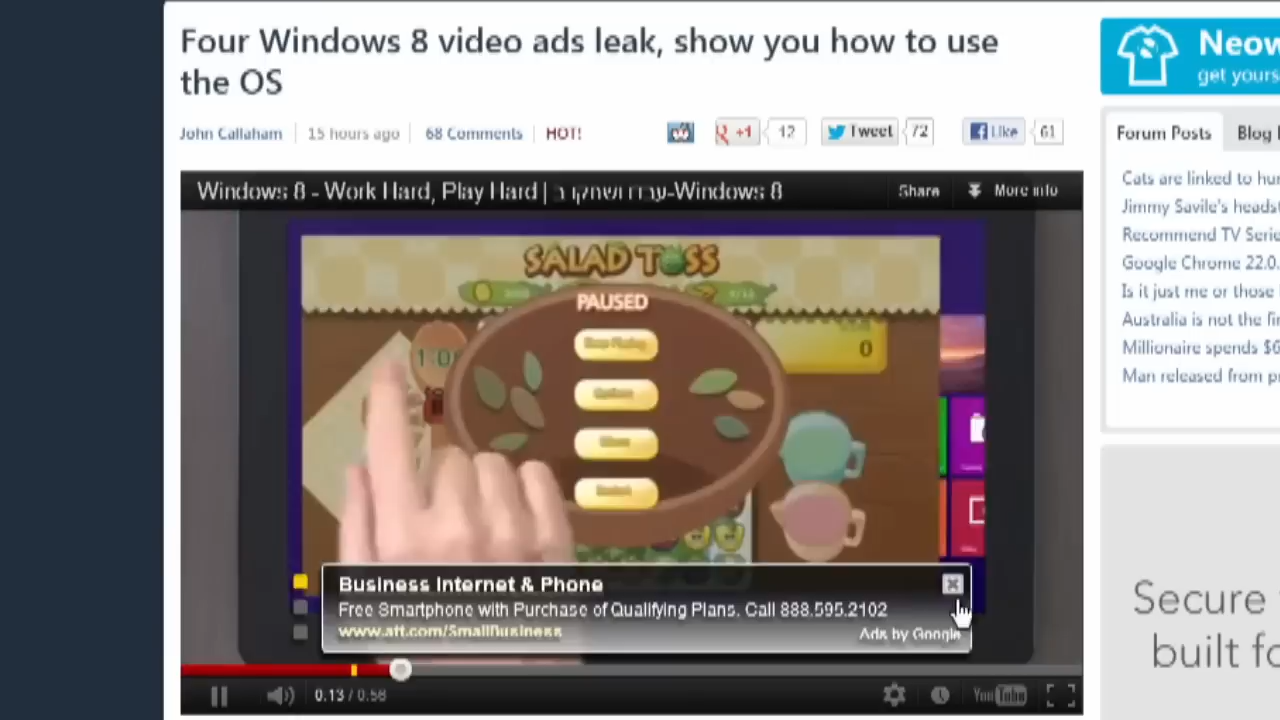 Four Windows 8 video ads leak, show you how to use
the OS
John Callaham
15 hours ago
68 Comments
HOT!
+1
12
Tweet
72
Like
61
Windows 8 - Work Hard, Play Hard |
-Windows 8
Share
More info
SALAD TOSS
PAUSED
0
Business Internet & Phone
Free Smartphone with Purchase of Qualifying Plans. Call 888.595.2102
www.att.com/SmallBusiness
Ads by Google
0:13 / 0:58
YouTube
Neow
get yours
Forum Posts
Blog
Cats are linked to hu
Jimmy Savile's heads
Recommend TV Serie
Google Chrome 22.0.
Is it just me or those
Australia is not the fi
Millionaire spends $6
Man released from p
Secure
built fo